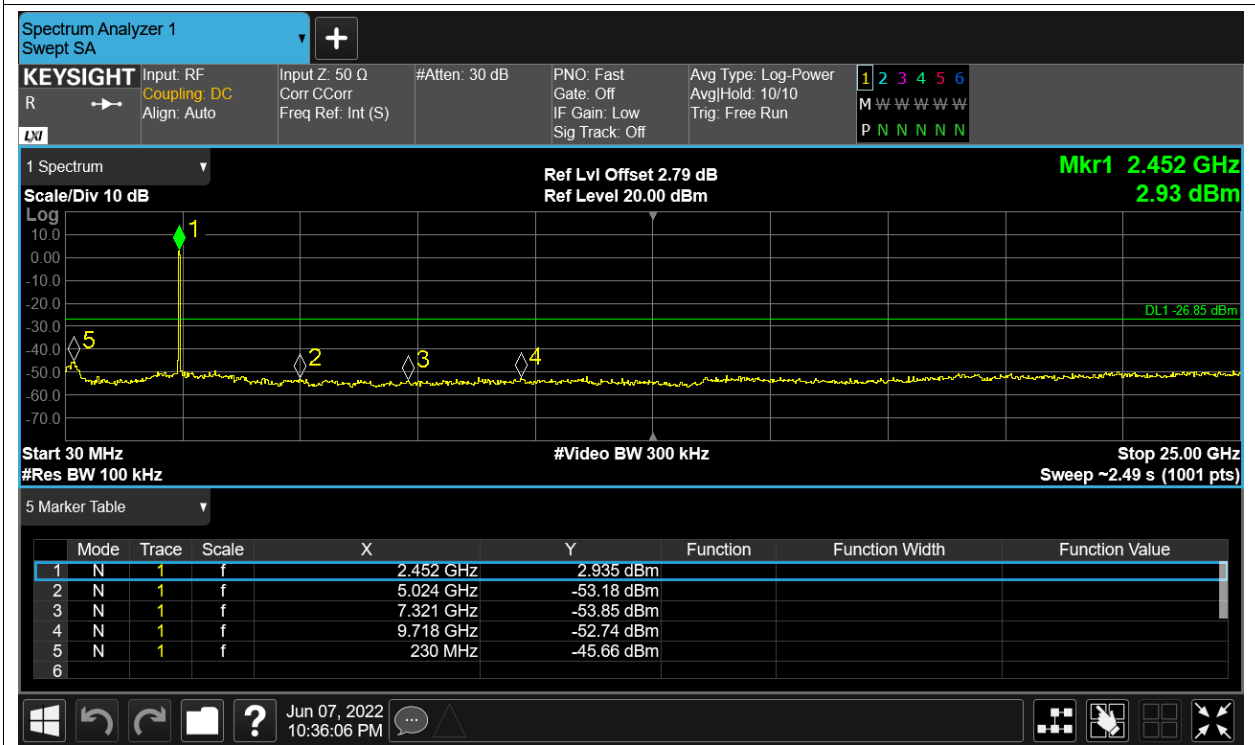 Spectrum Analyzer 1
Swept SA
+
KEYSIGHT Input: RF Input Z: 50 Ω #Atten: 30 dB PNO: Fast Avg Type: Log-Power 1 2 3 4 5 6
R Coupling: DC Corr CCorr Gate: Off Avg|Hold: 10/10 M W W W W W
Align: Auto Freq Ref: Int (S) IF Gain: Low Trig: Free Run
LXI Sig Track: Off P N N N N N
1 Spectrum Ref Lvl Offset 2.79 dB Mkr1 2.452 GHz
Scale/Div 10 dB Ref Level 20.00 dBm 2.93 dBm
Log
1
10.0
0.00
-10.0
-20.0
DL1 -26.85 dBm
-30.0
5
-40.0
2 3 4
-50.0
-60.0
-70.0
Start 30 MHz #Video BW 300 kHz Stop 25.00 GHz
#Res BW 100 kHz Sweep ~2.49 s (1001 pts)
5 Marker Table
Mode Trace Scale X Y Function Function Width Function Value
1 N 1 f 2.452 GHz 2.935 dBm
2 N 1 f 5.024 GHz -53.18 dBm
3 N 1 f 7.321 GHz -53.85 dBm
4 N 1 f 9.718 GHz -52.74 dBm
5 N 1 f 230 MHz -45.66 dBm
6
? Jun 07, 2022
10:36:06 PM